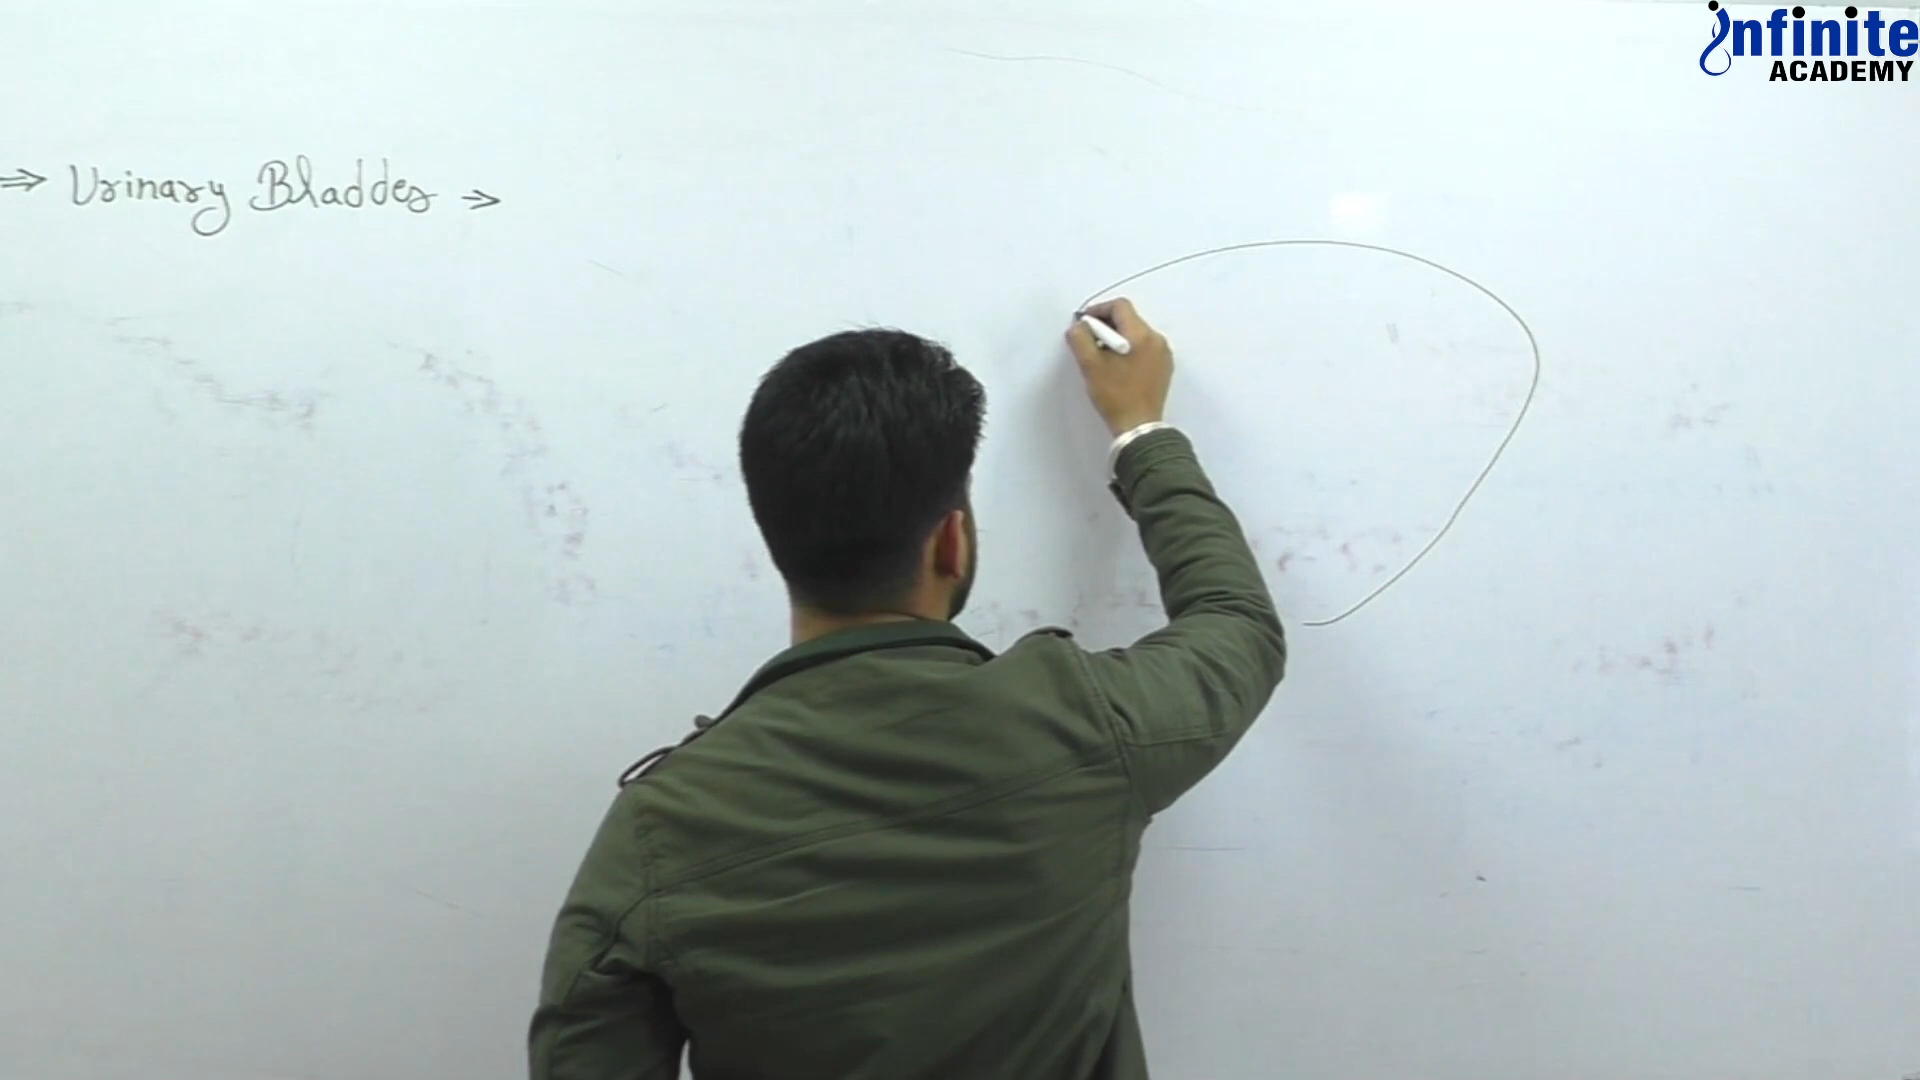 ⇒ Urinary Bladder →
infinite
ACADEMY